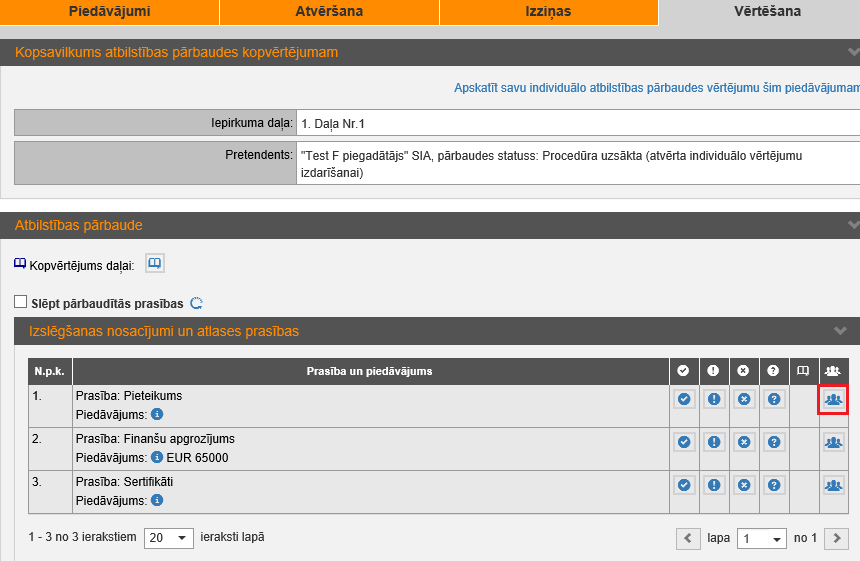 Piedāvājumi Atvēršana Izziņas Vērtēšana
Kopsavilkums atbilstības pārbaudes kopvērtējumam
Apskatīt savu individuālo atbilstības pārbaudes vērtējumu šim piedāvājumam
Iepirkuma daļa: 1. Daļa Nr.1
Pretendents: "Test F piegadātājs" SIA, pārbaudes statuss: Procedūra uzsākta (atvērta individuālo vērtējumu
izdarīšanai)
Atbilstības pārbaude
Kopvērtējums daļai:
Slēpt pārbaudītās prasības
Izslēgšanas nosacījumi un atlases prasības
N.p.k. Prasība un piedāvājums
1. Prasība: Pieteikums
Piedāvājums:
2. Prasība: Finanšu apgrozījums
Piedāvājums: EUR 65000
3. Prasība: Sertifikāti
Piedāvājums:
1 - 3 no 3 ierakstiem 20 ieraksti lapā lapa 1 no 1